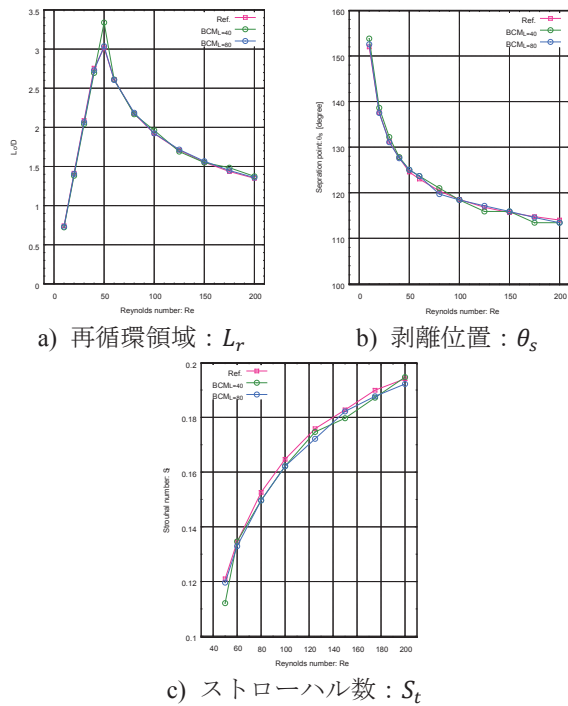 Ref.
BCML=40
BCML=80
3.5
3
2.5
2
1.5
1
0.5
0
L₀/D
0 50 100 150 200
Reynolds number: Re
a) 再循環領域：Lr
Ref.
BCML=40
BCML=80
160
150
140
130
120
110
100
Sepration point: θs [degree]
0 50 100 150 200
Reynolds number: Re
b) 剥離位置：θs
Ref.
BCML=40
BCML=80
0.2
0.18
0.16
0.14
0.12
0.1
Strouhal number: St
40 60 80 100 120 140 160 180 200
Reynolds number: Re
c) ストローハル数：St